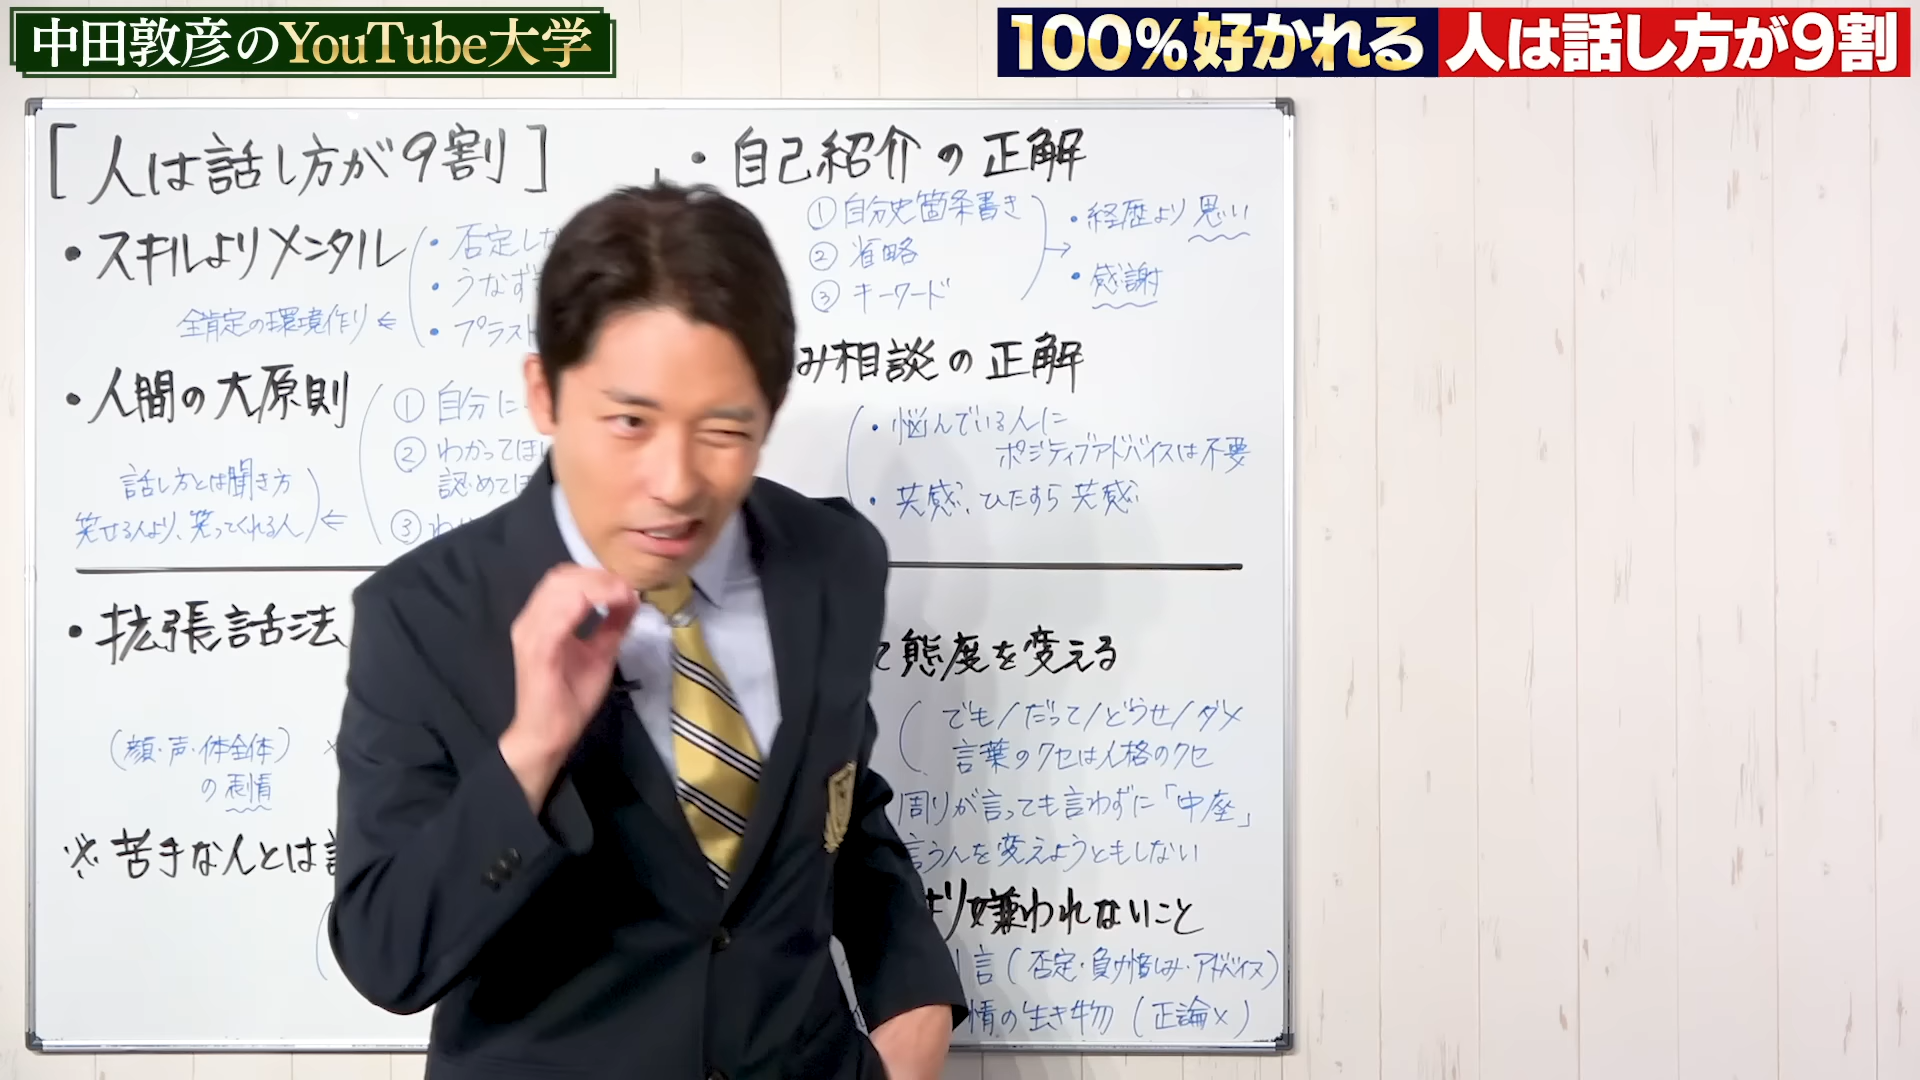 中田敦彦のYouTube大学
100%好かれる 人は話し方が9割
[人は話し方が9割]
・スキルよりメンタル
・否定しな
・うなず
・プラスト
全肯定の環境作り←
・人間の大原則
① 自分に
② わかってほ
認めてほ
③ わ
話し方とは聞き方
笑せる人より、笑ってくれる人
・拡張話法
(顔・声・体全体)
の表情
※苦手な人とは
・自己紹介の正解
① 自分史箇条書き
② 省略
③ キーワード
・経歴より思い
・感謝
み相談の正解
・悩んでいる人に
ポジティブアドバイスは不要
・共感、ひたすら共感
て態度を変える
でも/だって/どうせ/ダメ
言葉のクセは人格のクセ
周りが言っても言わずに「中座」
言う人を変えようともしない
より嫌われないこと
言(否定・負け惜しみ・アドバイス)
情の生き物(正論×)